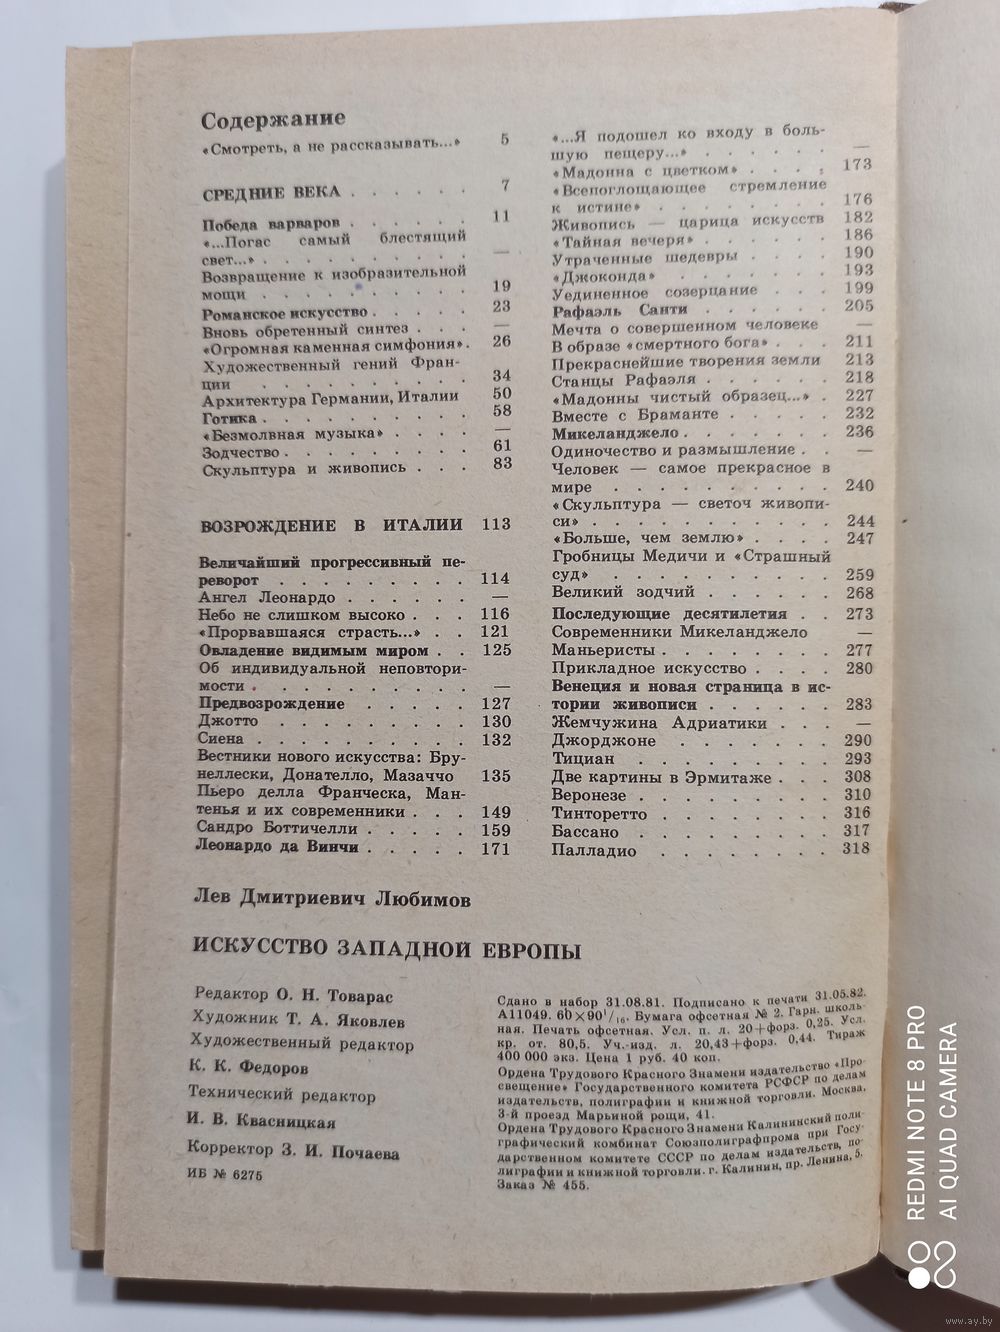 Содержание
«Смотреть, а не рассказывать...» 5
СРЕДНИЕ ВЕКА . . . . . 7
Победа варваров . . . . . 11
«...Погас самый блестящий
свет...» . . . . . . . . . —
Возвращение к изобразительной
мощи . . . . . . . . . 19
Романское искусство . . . . 23
Вновь обретенный синтез . . . —
«Огромная каменная симфония». 26
Художественный гений Фран-
ции . . . . . . . . . 34
Архитектура Германии, Италии 50
Готика . . . . . . . . . 58
«Безмолвная музыка» . . . . —
Зодчество . . . . . . . . 61
Скульптура и живопись . . . 83
ВОЗРОЖДЕНИЕ В ИТАЛИИ 113
Величайший прогрессивный пе-
реворот . . . . . . . . 114
Ангел Леонардо . . . . . . —
Небо не слишком высоко . . . 116
«Прорвавшаяся страсть...» . . 121
Овладение видимым миром . . 125
Об индивидуальной неповтори-
мости . . . . . . . . . —
Предвозрождение . . . . . 127
Джотто . . . . . . . . 130
Сиена . . . . . . . . . 132
Вестники нового искусства: Бру-
неллески, Донателло, Мазаччо 135
Пьеро делла Франческа, Ман-
тенья и их современники . . . 149
Сандро Боттичелли . . . . . 159
Леонардо да Винчи . . . . . 171
«...Я подошел ко входу в боль-
шую пещеру...» . . . . . . —
«Мадонна с цветком» . . . . 173
«Всепоглощающее стремление
к истине» . . . . . . . . 176
Живопись — царица искусств 182
«Тайная вечеря» . . . . . . 186
Утраченные шедевры . . . . 190
«Джоконда» . . . . . . . 193
Уединенное созерцание . . . 199
Рафаэль Санти . . . . . . 205
Мечта о совершенном человеке —
В образе «смертного бога» . . . 211
Прекраснейшие творения земли 213
Станцы Рафаэля . . . . . . 218
«Мадонны чистый образец...» . 227
Вместе с Браманте . . . . . 232
Микеланджело . . . . . . . 236
Одиночество и размышление . . —
Человек — самое прекрасное в
мире . . . . . . . . . . 240
«Скульптура — светоч живопи-
си» . . . . . . . . . . . 244
«Больше, чем землю» . . . . 247
Гробницы Медичи и «Страшный
суд» . . . . . . . . . . 259
Великий зодчий . . . . . . 268
Последующие десятилетия . . 273
Современники Микеланджело —
Маньеристы . . . . . . . . 277
Прикладное искусство . . . . 280
Венеция и новая страница в ис-
тории живописи . . . . . . 283
Жемчужина Адриатики . . . —
Джорджоне . . . . . . . 290
Тициан . . . . . . . . . 293
Две картины в Эрмитаже . . . 308
Веронезе . . . . . . . . . 310
Тинторетто . . . . . . . . 316
Бассано . . . . . . . . . 317
Палладио . . . . . . . . 318
Лев Дмитриевич Любимов
ИСКУССТВО ЗАПАДНОЙ ЕВРОПЫ
Редактор О. Н. Товарас
Художник Т. А. Яковлев
Художественный редактор
К. К. Федоров
Технический редактор
И. В. Квасницкая
Корректор З. И. Почаева
ИБ № 6275
Сдано в набор 31.08.81. Подписано к печати 31.05.82.
А11049. 60×90¹/₁₆. Бумага офсетная № 2. Гарн. школь-
ная. Печать офсетная. Усл. п. л. 20+форз. 0,25. Усл.
кр. от. 80,5. Уч.-изд. л. 20,43+форз. 0,44. Тираж
400 000 экз. Цена 1 руб. 40 коп.
Ордена Трудового Красного Знамени издательство «Про-
свещение» Государственного комитета РСФСР по делам
издательств, полиграфии и книжной торговли. Москва,
3-й проезд Марьиной рощи, 41.
Ордена Трудового Красного Знамени Калининский поли-
графический комбинат Союзполиграфпрома при Госу-
дарственном комитете СССР по делам издательств, по-
лиграфии и книжной торговли. г. Калинин, пр. Ленина, 5.
Заказ № 455.
REDMI NOTE 8 PRO
AI QUAD CAMERA
www.ay.by